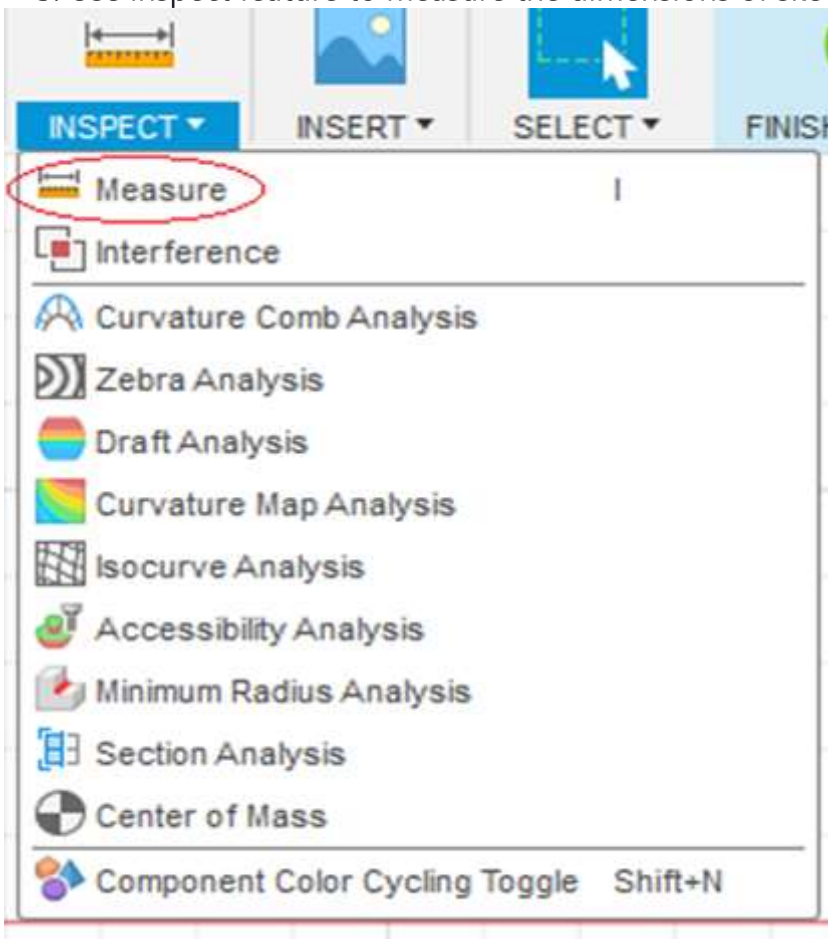 INSPECT INSERT SELECT FINISH
Measure I
Interference
Curvature Comb Analysis
Zebra Analysis
Draft Analysis
Curvature Map Analysis
Isocurve Analysis
Accessibility Analysis
Minimum Radius Analysis
Section Analysis
Center of Mass
Component Color Cycling Toggle Shift+N